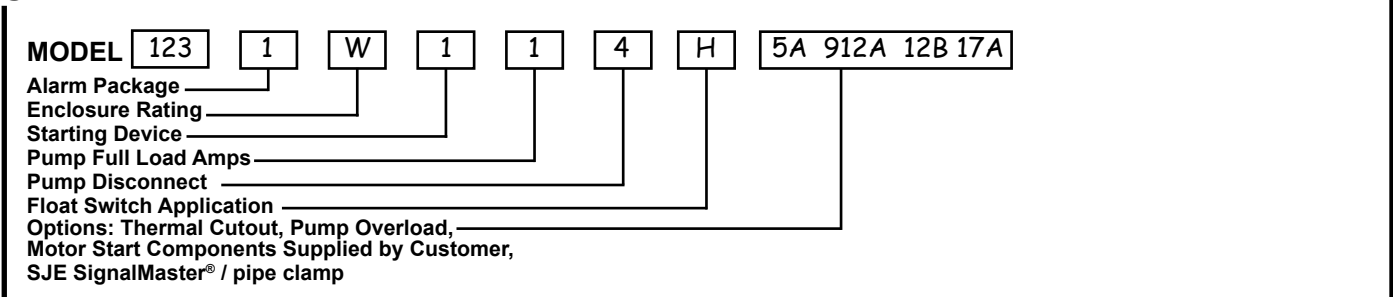 MODEL 123 1 W 1 1 4 H 5A 912A 12B 17A
Alarm Package
Enclosure Rating
Starting Device
Pump Full Load Amps
Pump Disconnect
Float Switch Application
Options: Thermal Cutout, Pump Overload,
Motor Start Components Supplied by Customer,
SJE SignalMaster® / pipe clamp